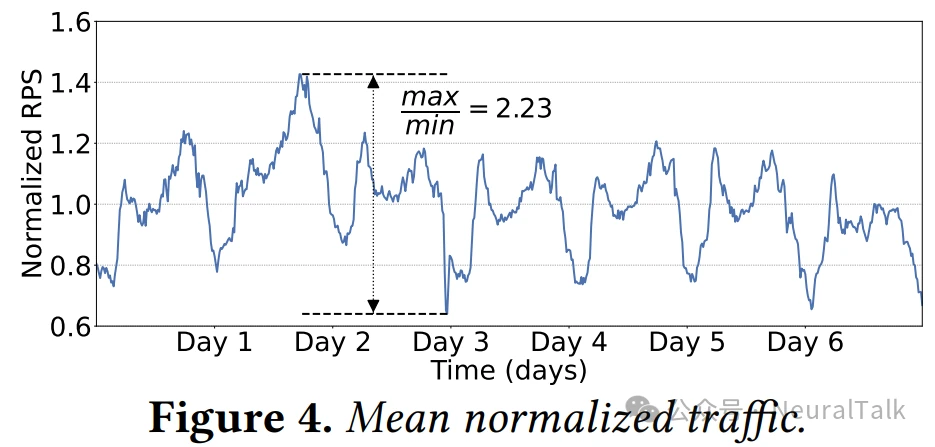 1.6
1.4
1.2
1.0
0.8
0.6
Normalized RPS
max
min
= 2.23
Day 1 Day 2 Day 3 Day 4 Day 5 Day 6
Time (days)
Figure 4. Mean normalized traffic.
公众号 · NeuralTalk